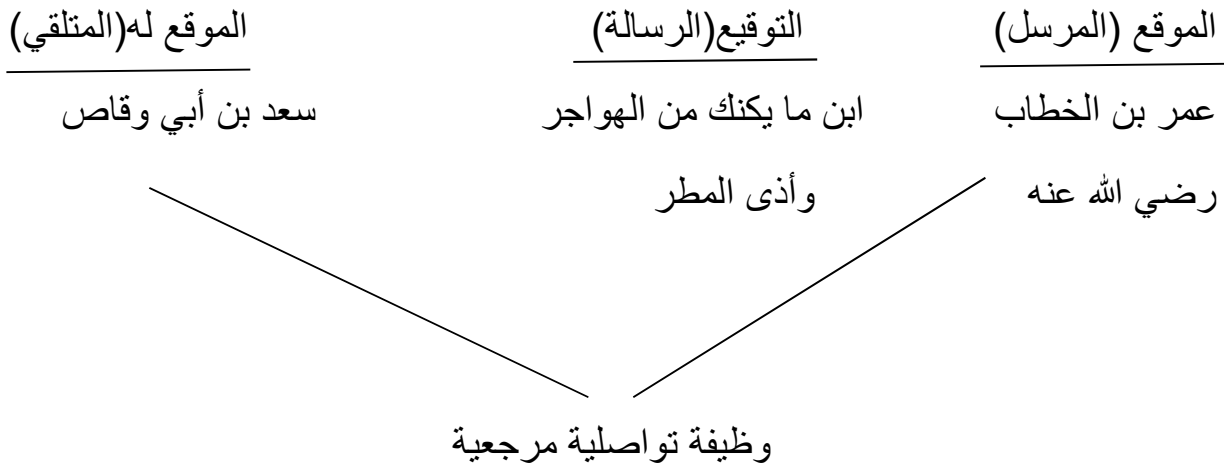 الموقع (المرسل) التوقيع(الرسالة) الموقع له(المتلقي)
عمر بن الخطاب ابن ما يكنك من الهواجر سعد بن أبي وقاص
رضي الله عنه وأذى المطر
وظيفة تواصلية مرجعية